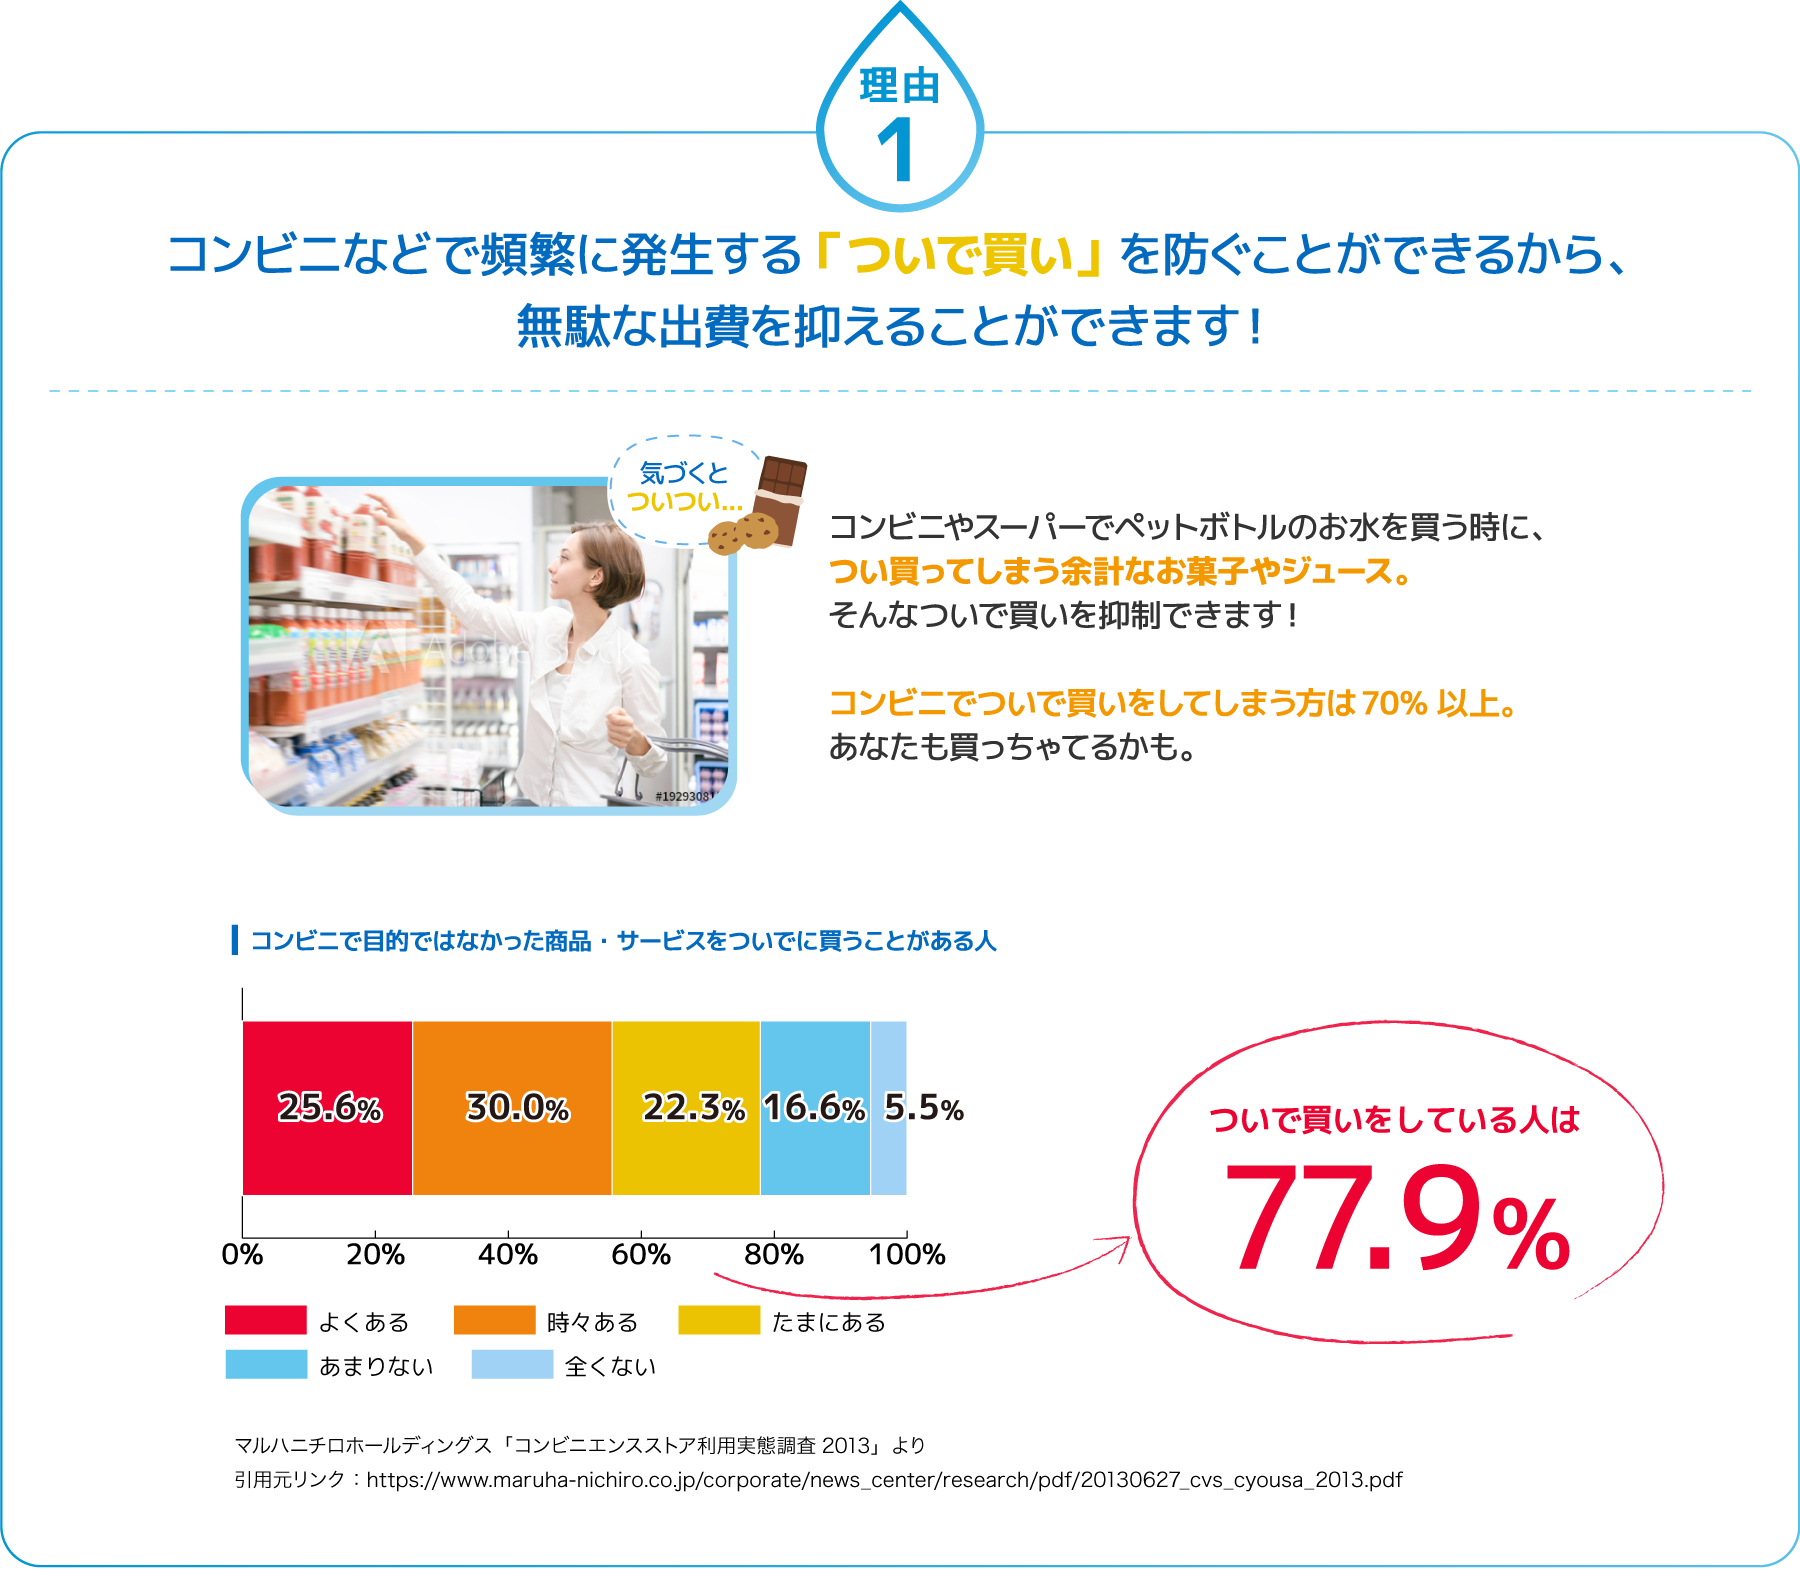 理由
1
コンビニなどで頻繁に発生する「ついで買い」を防ぐことができるから、
無駄な出費を抑えることができます！
気づくと
ついつい…
コンビニやスーパーでペットボトルのお水を買う時に、
つい買ってしまう余計なお菓子やジュース。
そんなついで買いを抑制できます！
コンビニでついで買いをしてしまう方は70% 以上。
あなたも買っちゃてるかも。
#1929308
コンビニで目的ではなかった商品・サービスをついでに買うことがある人
25.6% 30.0% 22.3% 16.6% 5.5%
0% 20% 40% 60% 80% 100%
ついで買いをしている人は
77.9%
よくある 時々ある たまにある
あまりない 全くない
マルハニチロホールディングス「コンビニエンスストア利用実態調査 2013」より
引用元リンク：https://www.maruha-nichiro.co.jp/corporate/news_center/research/pdf/20130627_cvs_cyousa_2013.pdf